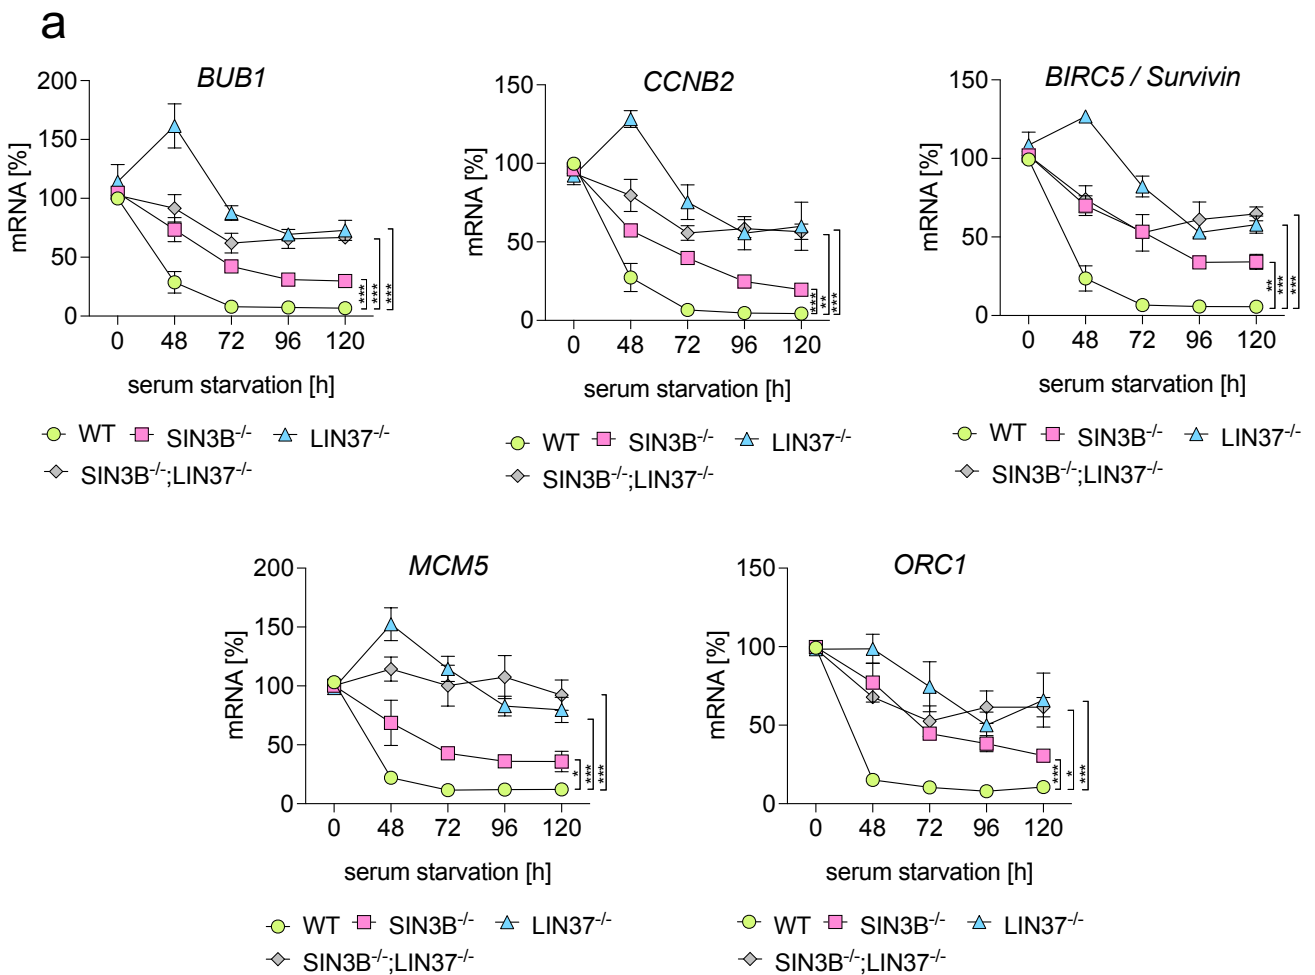 a
BUB1
200
150
100
50
0
mRNA [%]
0 48 72 96 120
serum starvation [h]
*** *** ***
WT SIN3B-/- LIN37-/-
SIN3B-/-;LIN37-/-
CCNB2
150
100
50
0
mRNA [%]
0 48 72 96 120
serum starvation [h]
*** ** ***
WT SIN3B-/- LIN37-/-
SIN3B-/-;LIN37-/-
BIRC5 / Survivin
150
100
50
0
mRNA [%]
0 48 72 96 120
serum starvation [h]
** *** ***
WT SIN3B-/- LIN37-/-
SIN3B-/-;LIN37-/-
MCM5
200
150
100
50
0
mRNA [%]
0 48 72 96 120
serum starvation [h]
* *** ***
WT SIN3B-/- LIN37-/-
SIN3B-/-;LIN37-/-
ORC1
150
100
50
0
mRNA [%]
0 48 72 96 120
serum starvation [h]
*** * ***
WT SIN3B-/- LIN37-/-
SIN3B-/-;LIN37-/-